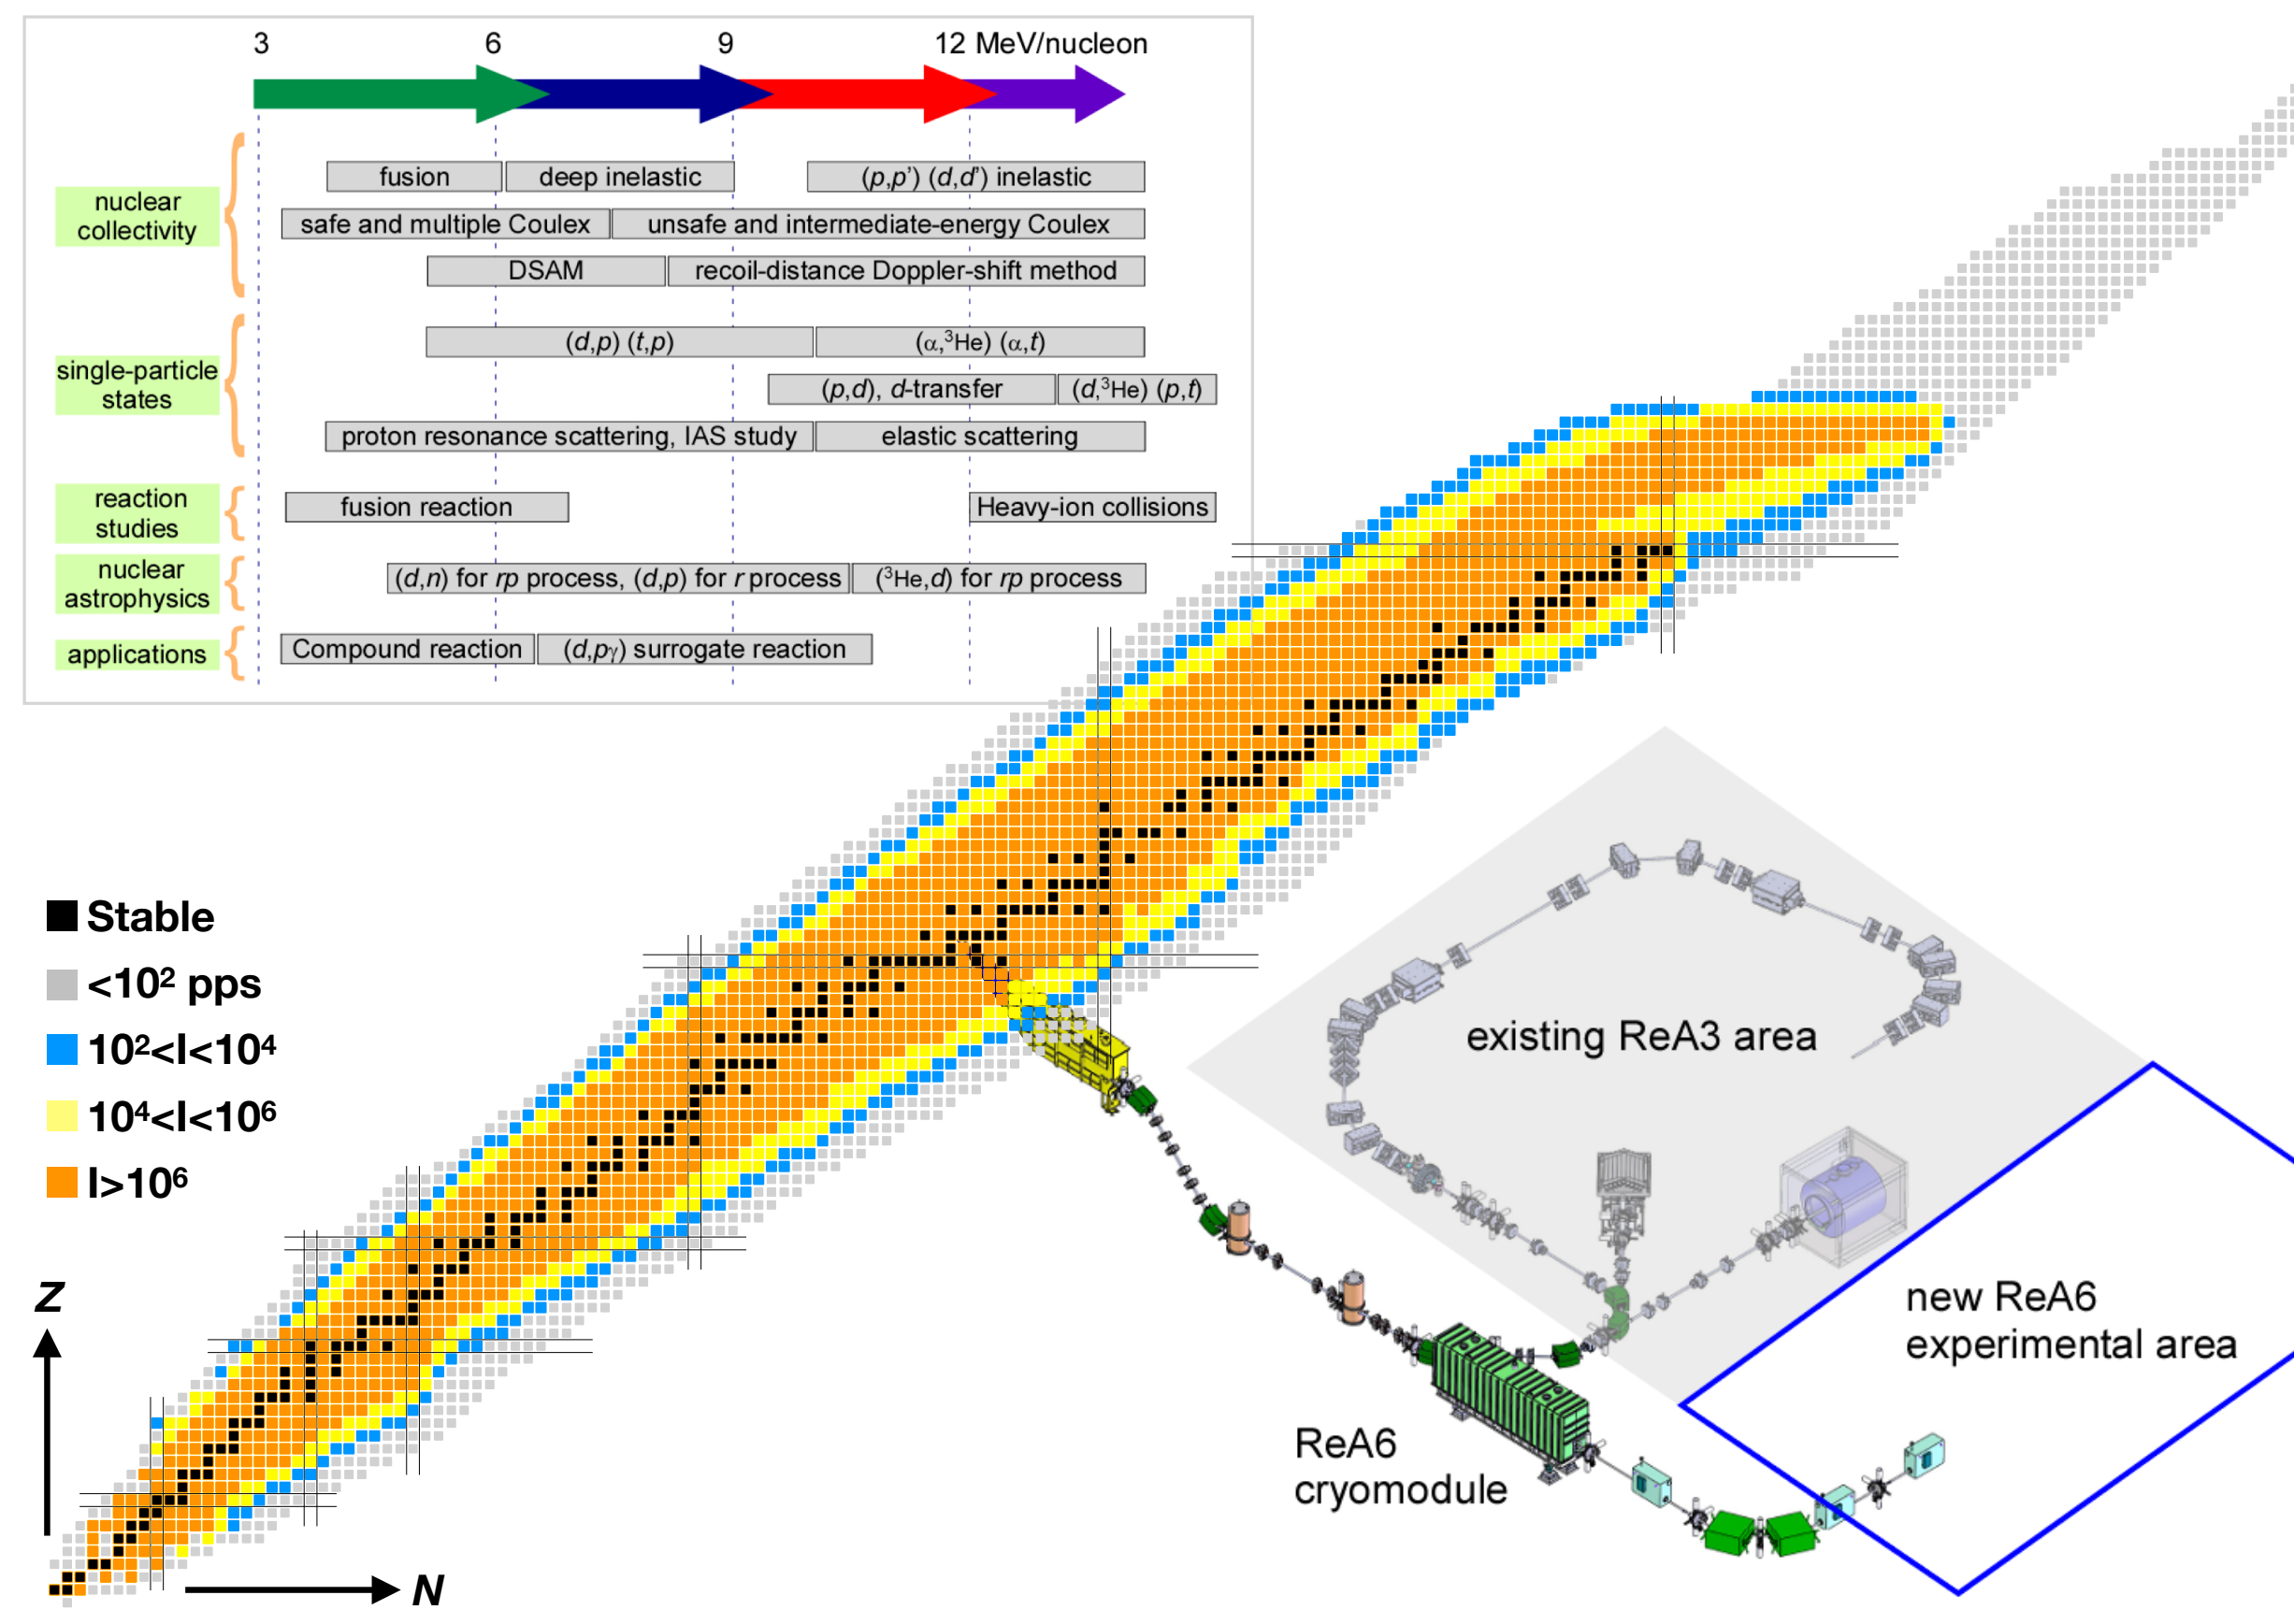 3 6 9 12 MeV/nucleon
nuclear
collectivity
fusion deep inelastic (p,p’) (d,d’) inelastic
safe and multiple Coulex unsafe and intermediate-energy Coulex
DSAM recoil-distance Doppler-shift method
single-particle
states
(d,p) (t,p) (α,³He) (α,t)
(p,d), d-transfer (d,³He) (p,t)
proton resonance scattering, IAS study elastic scattering
reaction
studies
fusion reaction Heavy-ion collisions
nuclear
astrophysics
(d,n) for rp process, (d,p) for r process (³He,d) for rp process
applications
Compound reaction (d,pγ) surrogate reaction
Stable
<10² pps
10²<I<10⁴
10⁴<I<10⁶
I>10⁶
Z
N
existing ReA3 area
new ReA6
experimental area
ReA6
cryomodule